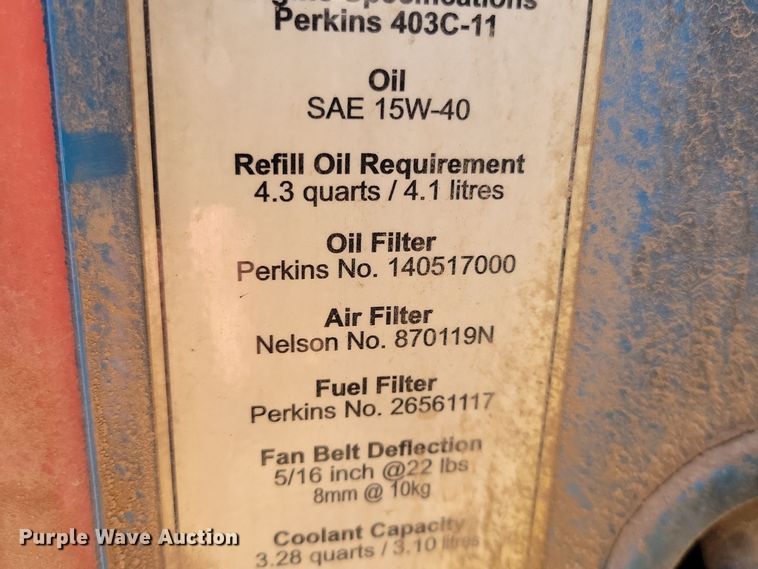 Engine Specifications
Perkins 403C-11
Oil
SAE 15W-40
Refill Oil Requirement
4.3 quarts / 4.1 litres
Oil Filter
Perkins No. 140517000
Air Filter
Nelson No. 870119N
Fuel Filter
Perkins No. 26561117
Fan Belt Deflection
5/16 inch @22 lbs
8mm @ 10kg
Coolant Capacity
3.28 quarts / 3.10 litres
Purple Wave Auction